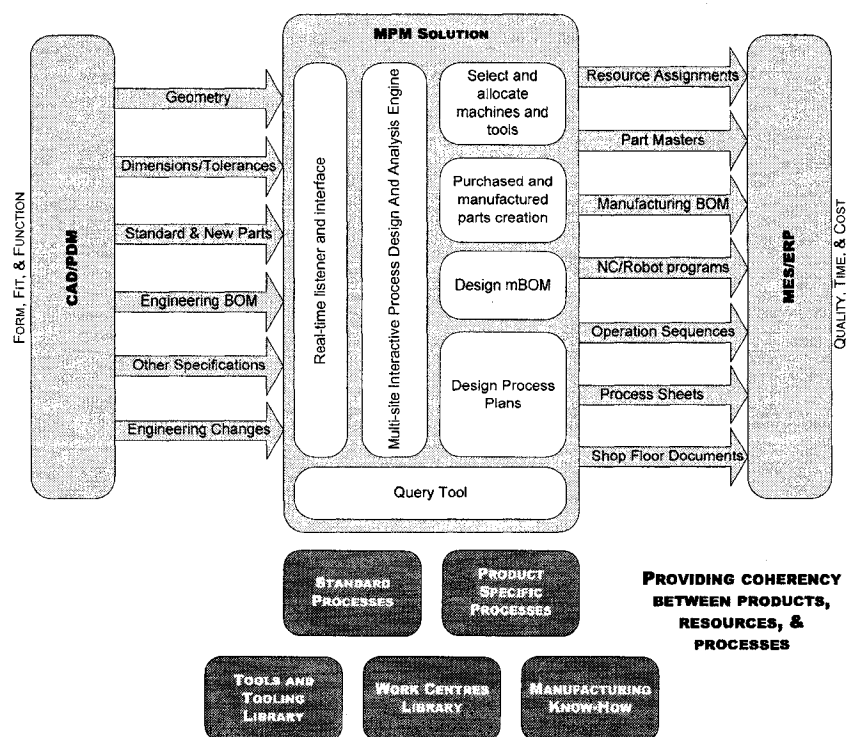 MPM SOLUTION
FORM, FIT, & FUNCTION
CAD/PDM
Geometry
Dimensions/Tolerances
Standard & New Parts
Engineering BOM
Other Specifications
Engineering Changes
Real-time listener and interface
Multi-site Interactive Process Design And Analysis Engine
Select and
allocate
machines and
tools
Purchased and
manufactured
parts creation
Design mBOM
Design Process
Plans
Query Tool
Resource Assignments
Part Masters
Manufacturing BOM
NC/Robot programs
Operation Sequences
Process Sheets
Shop Floor Documents
MES/ERP
QUALITY, TIME, & COST
STANDARD
PROCESSES
PRODUCT
SPECIFIC
PROCESSES
PROVIDING COHERENCY
BETWEEN PRODUCTS,
RESOURCES, &
PROCESSES
TOOLS AND
TOOLING
LIBRARY
WORK CENTRES
LIBRARY
MANUFACTURING
KNOW-HOW